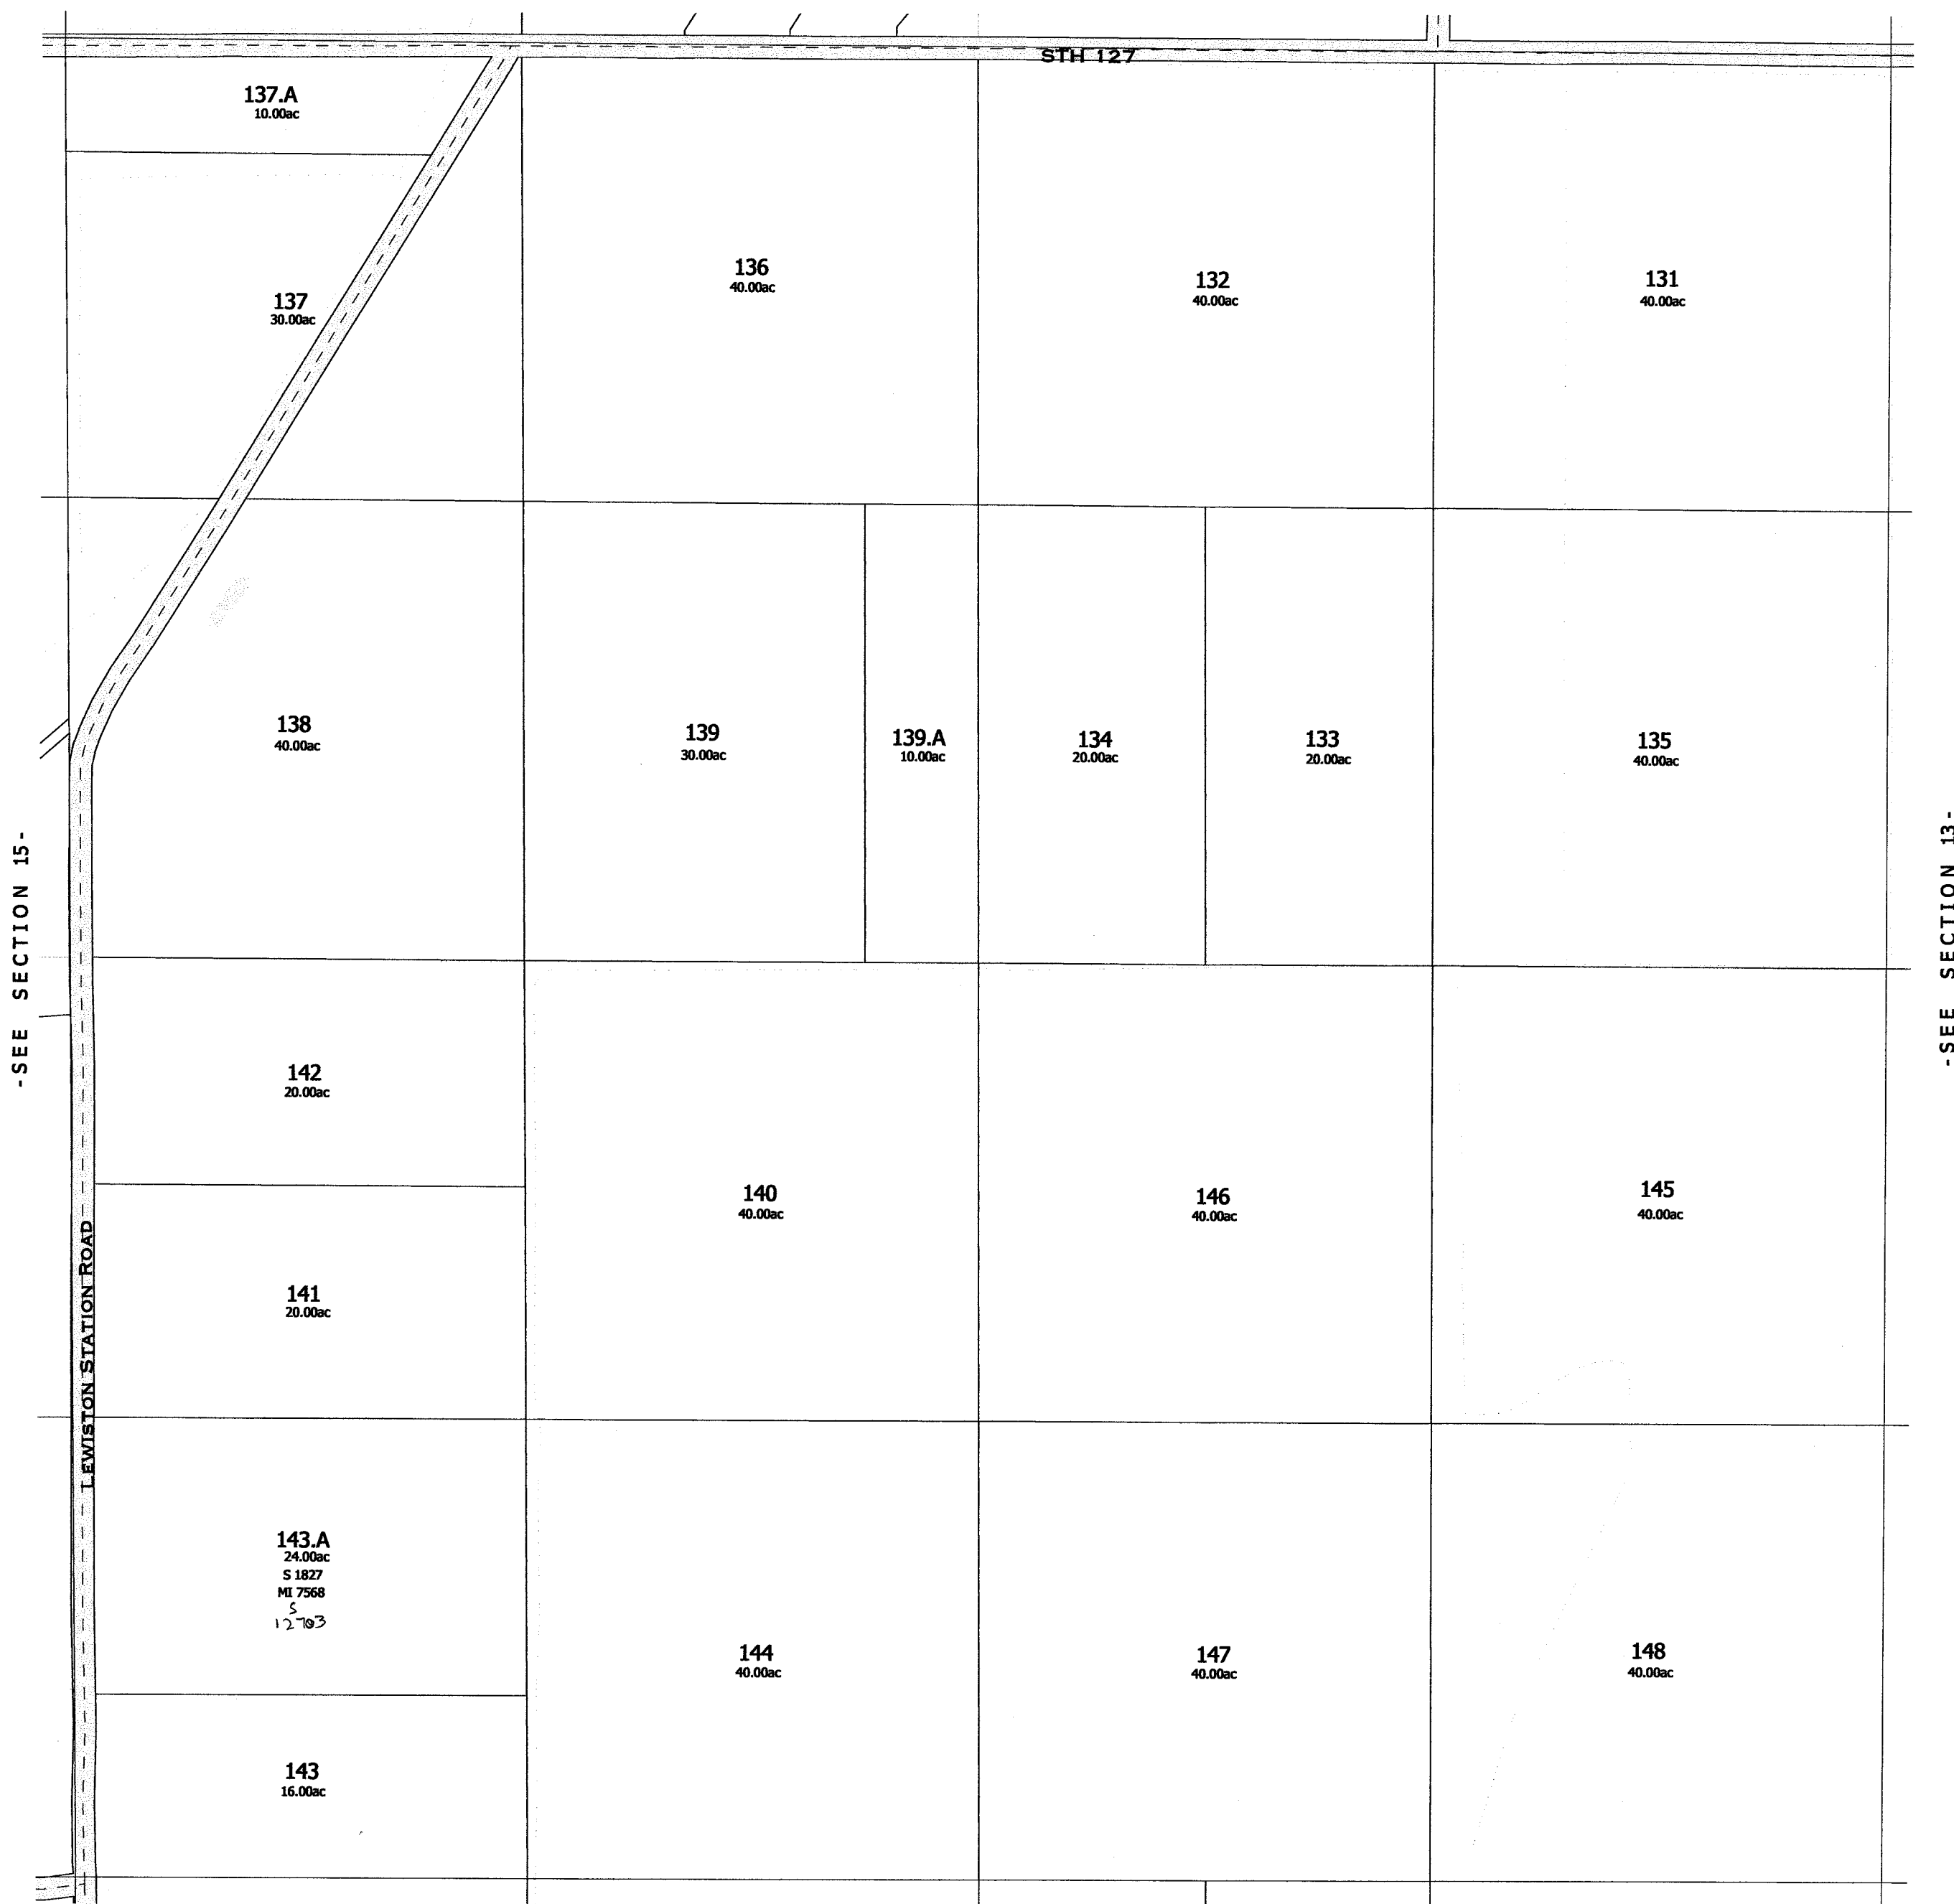 STH 127
137.A
10.00ac
136
40.00ac
132
40.00ac
131
40.00ac
137
30.00ac
138
40.00ac
139
30.00ac
139.A
10.00ac
134
20.00ac
133
20.00ac
135
40.00ac
-SEE SECTION 15-
-SEE SECTION 13-
142
20.00ac
140
40.00ac
146
40.00ac
145
40.00ac
141
20.00ac
LEWISTON STATION ROAD
143.A
24.00ac
S 1827
MI 7568
S
12703
144
40.00ac
147
40.00ac
148
40.00ac
143
16.00ac